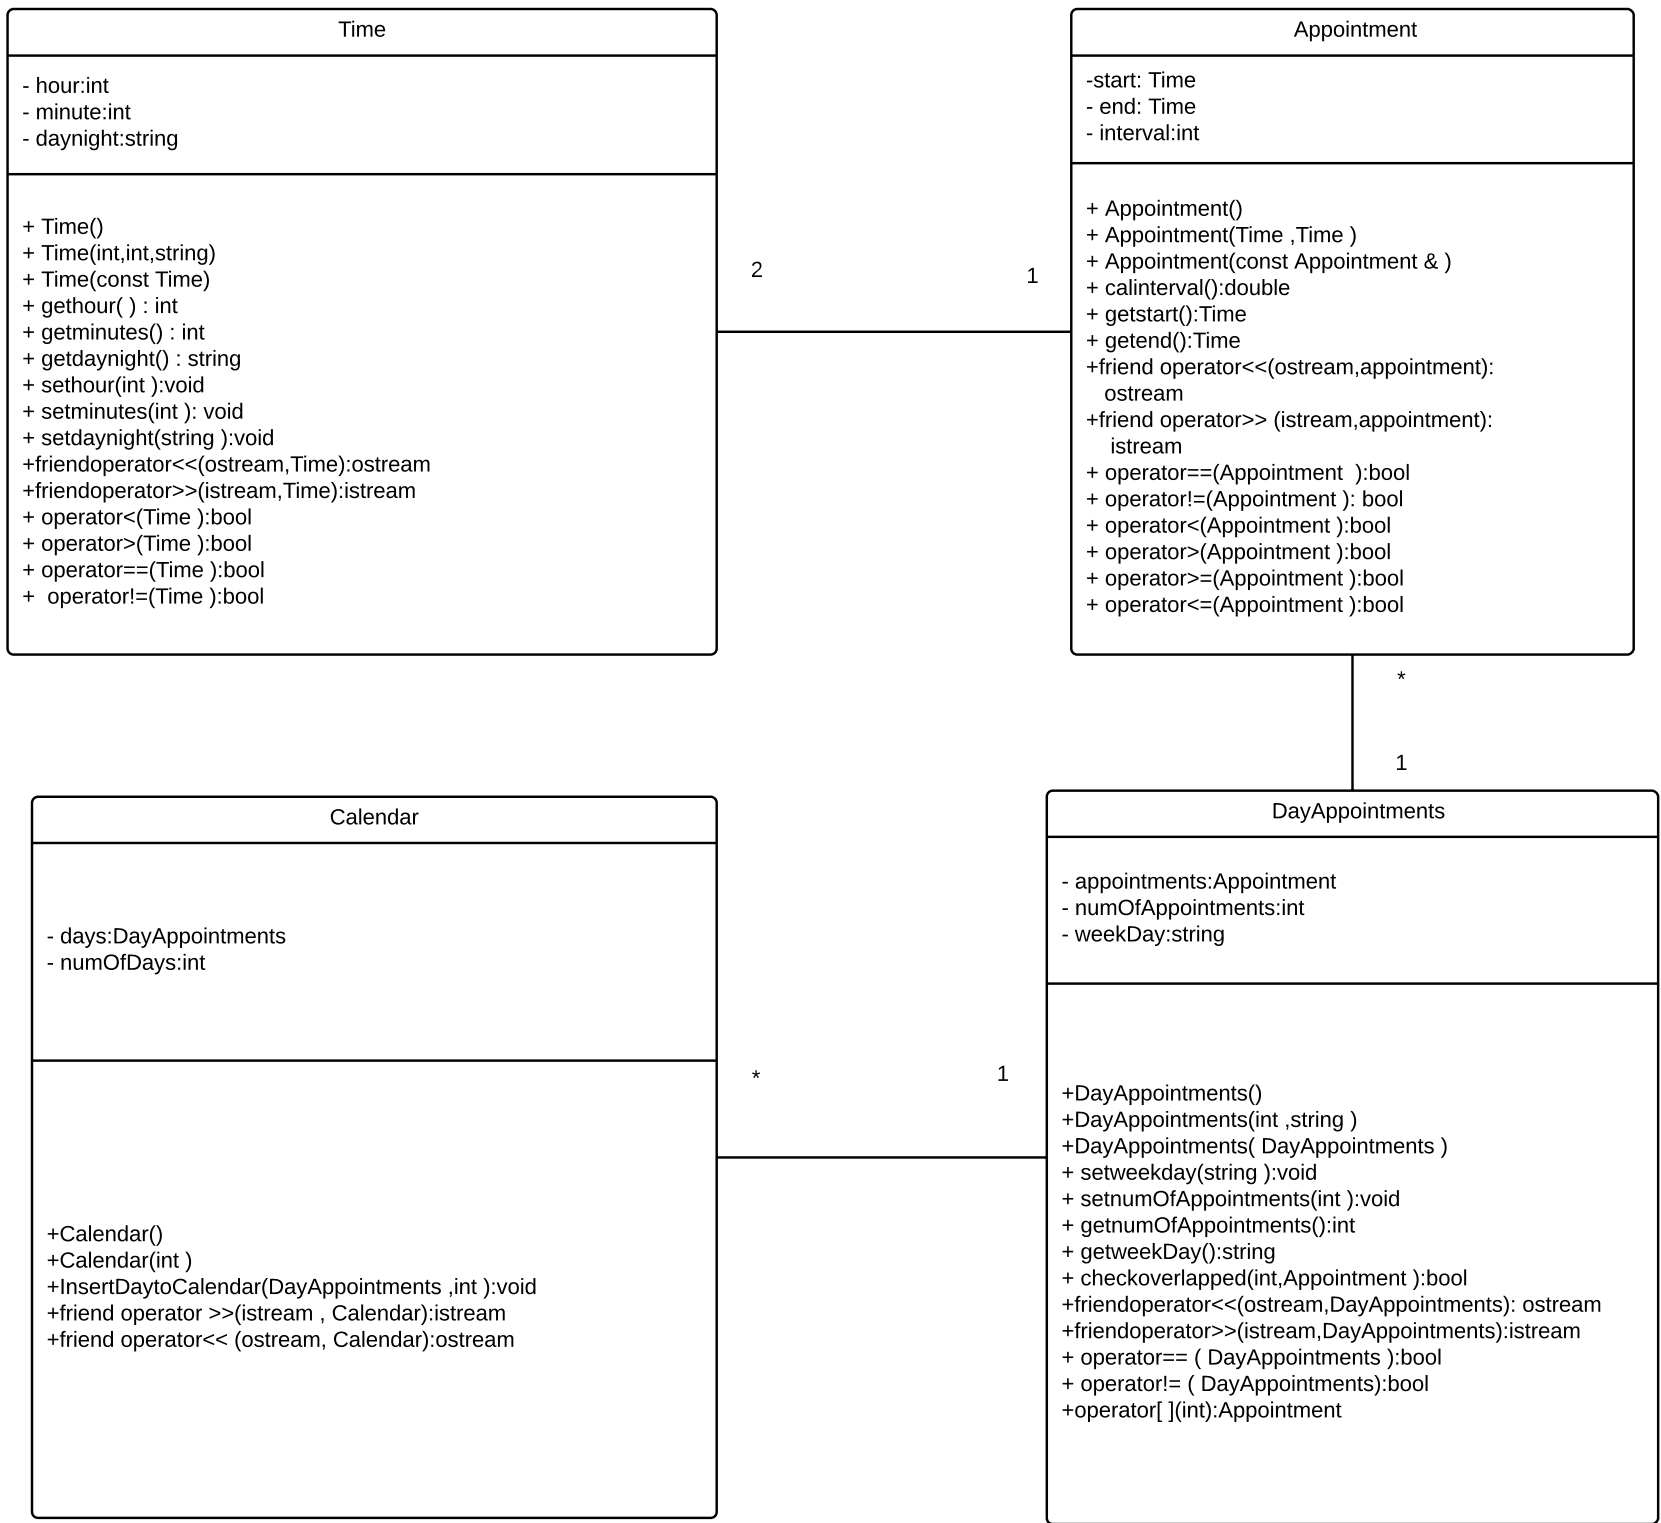 Time
- hour:int
- minute:int
- daynight:string
+ Time()
+ Time(int,int,string)
+ Time(const Time)
+ gethour( ) : int
+ getminutes() : int
+ getdaynight() : string
+ sethour(int ):void
+ setminutes(int ): void
+ setdaynight(string ):void
+friendoperator<<(ostream,Time):ostream
+friendoperator>>(istream,Time):istream
+ operator<(Time ):bool
+ operator>(Time ):bool
+ operator==(Time ):bool
+  operator!=(Time ):bool
2
1
Appointment
-start: Time
- end: Time
- interval:int
+ Appointment()
+ Appointment(Time ,Time )
+ Appointment(const Appointment & )
+ calinterval():double
+ getstart():Time
+ getend():Time
+friend operator<<(ostream,appointment):
ostream
+friend operator>> (istream,appointment):
istream
+ operator==(Appointment  ):bool
+ operator!=(Appointment ): bool
+ operator<(Appointment ):bool
+ operator>(Appointment ):bool
+ operator>=(Appointment ):bool
+ operator<=(Appointment ):bool
*
1
Calendar
- days:DayAppointments
- numOfDays:int
+Calendar()
+Calendar(int )
+InsertDaytoCalendar(DayAppointments ,int ):void
+friend operator >>(istream , Calendar):istream
+friend operator<< (ostream, Calendar):ostream
*
1
DayAppointments
- appointments:Appointment
- numOfAppointments:int
- weekDay:string
+DayAppointments()
+DayAppointments(int ,string )
+DayAppointments( DayAppointments )
+ setweekday(string ):void
+ setnumOfAppointments(int ):void
+ getnumOfAppointments():int
+ getweekDay():string
+ checkoverlapped(int,Appointment ):bool
+friendoperator<<(ostream,DayAppointments): ostream
+friendoperator>>(istream,DayAppointments):istream
+ operator== ( DayAppointments ):bool
+ operator!= ( DayAppointments):bool
+operator[ ](int):Appointment